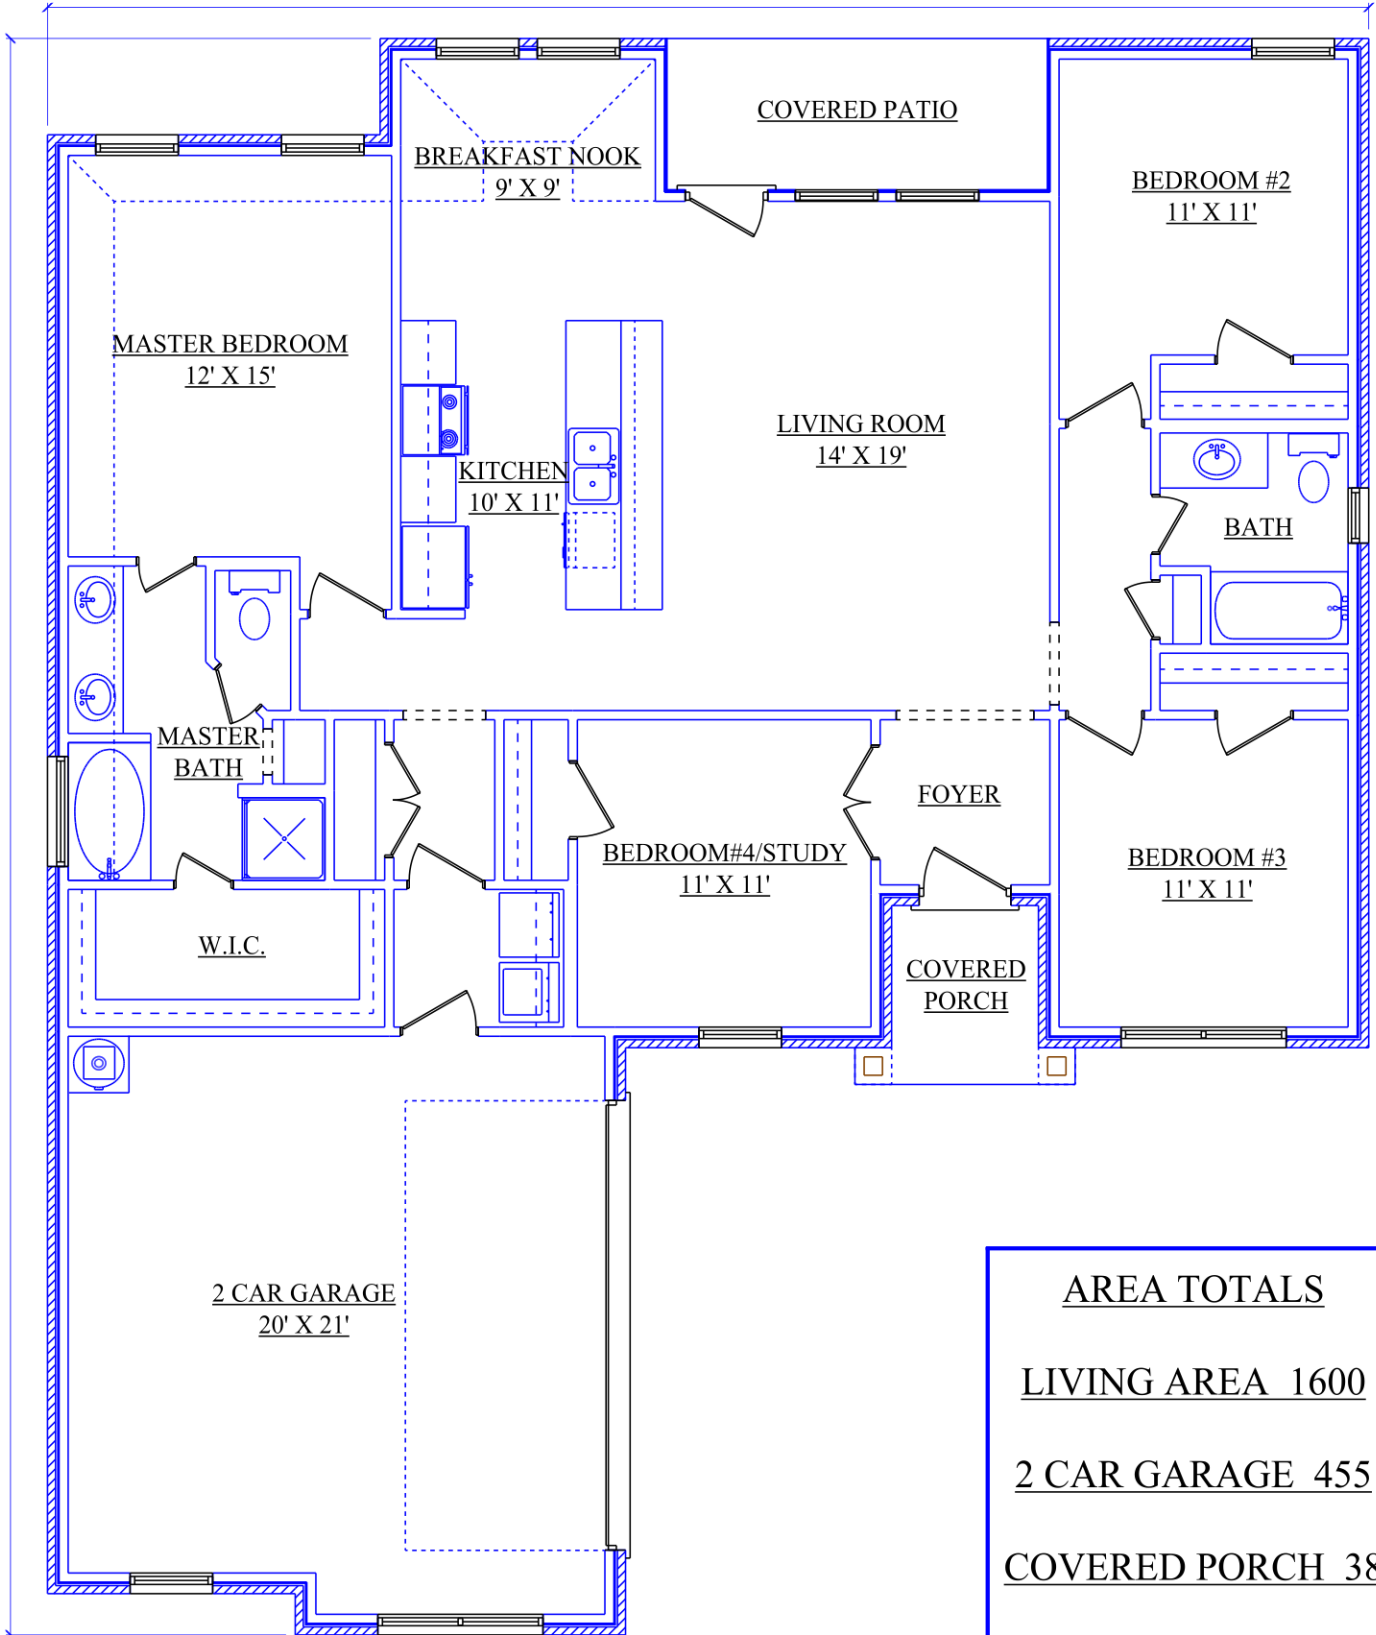 COVERED PATIO
BREAKFAST NOOK
9' X 9'
BEDROOM #2
11' X 11'
MASTER BEDROOM
12' X 15'
LIVING ROOM
14' X 19'
KITCHEN
10' X 11'
BATH
MASTER
BATH
FOYER
BEDROOM#4/STUDY
11' X 11'
BEDROOM #3
11' X 11'
W.I.C.
COVERED
PORCH
2 CAR GARAGE
20' X 21'
AREA TOTALS
LIVING AREA 1600
2 CAR GARAGE 455
COVERED PORCH 38